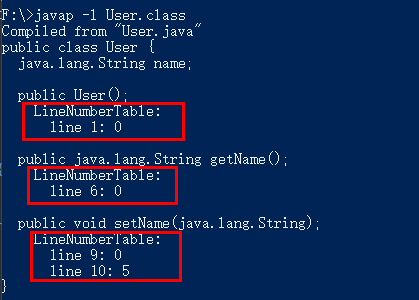 F:\>javap -l User.class
Compiled from "User.java"
public class User {
  java.lang.String name;

  public User();
    LineNumberTable:
      line 1: 0

  public java.lang.String getName();
    LineNumberTable:
      line 6: 0

  public void setName(java.lang.String);
    LineNumberTable:
      line 9: 0
      line 10: 5
}